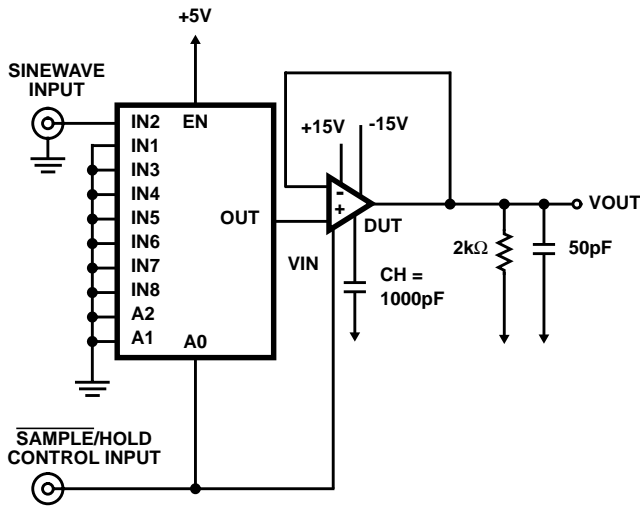 +5V
SINEWAVE
INPUT
IN2
EN
IN1
IN3
IN4
IN5
IN6
IN7
IN8
A2
A1
A0
OUT
+15V
-15V
-
+
DUT
VIN
CH =
1000pF
2kΩ
50pF
VOUT
SAMPLE/HOLD
CONTROL INPUT